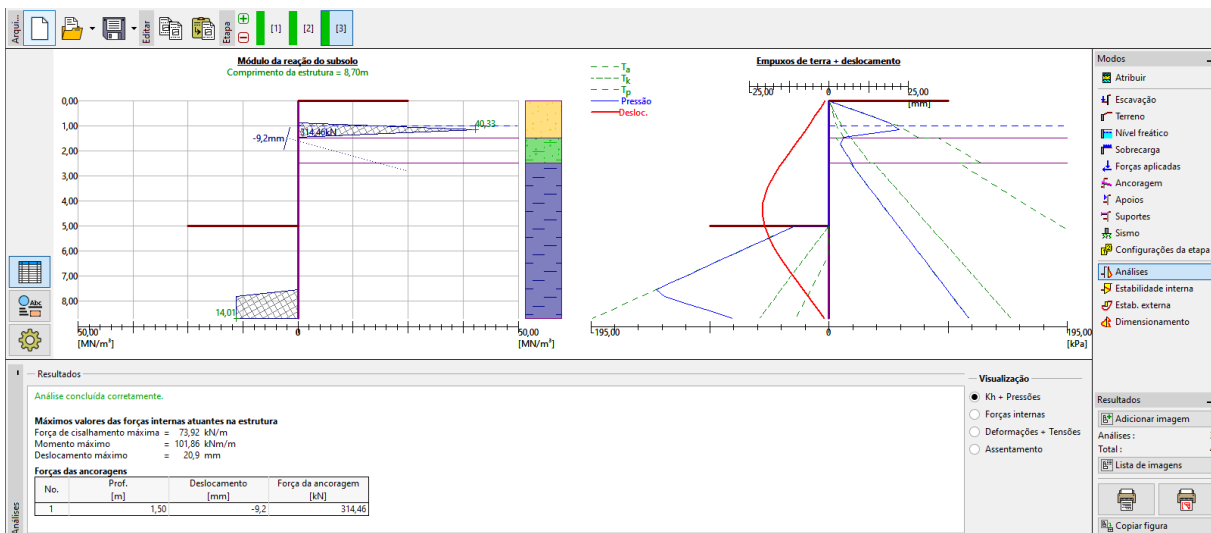 Arqui...
Editar
Etapa
[1]
[2]
[3]
Módulo da reação do subsolo
Comprimento da estrutura = 8,70m
0,00
1,00
2,00
3,00
4,00
5,00
6,00
7,00
8,00
-9,2mm
314,46kN
40,33
14,01
50,00
0
50,00
[MN/m³]
[MN/m³]
Empuxos de terra + deslocamento
Ta
Tk
Tp
Pressão
Desloc.
-25,00
0
25,00
[mm]
-195,00
0
195,00
[kPa]
Modos
Atribuir
Escavação
Terreno
Nível freático
Sobrecarga
Forças aplicadas
Ancoragem
Apoios
Suportes
Sismo
Configurações da etapa
Análises
Estabilidade interna
Estab. externa
Dimensionamento
Abc
Análises
Resultados
Análise concluída corretamente.
Máximos valores das forças internas atuantes na estrutura
Força de cisalhamento máxima = 73,92 kN/m
Momento máximo = 101,86 kNm/m
Deslocamento máximo = 20,9 mm
Forças das ancoragens
No. Prof. [m] Deslocamento [mm] Força da ancoragem [kN]
1 1,50 -9,2 314,46
Visualização
Kh + Pressões
Forças internas
Deformações + Tensões
Assentamento
Resultados
Adicionar imagem
Análises :
Total :
Lista de imagens
Copiar figura